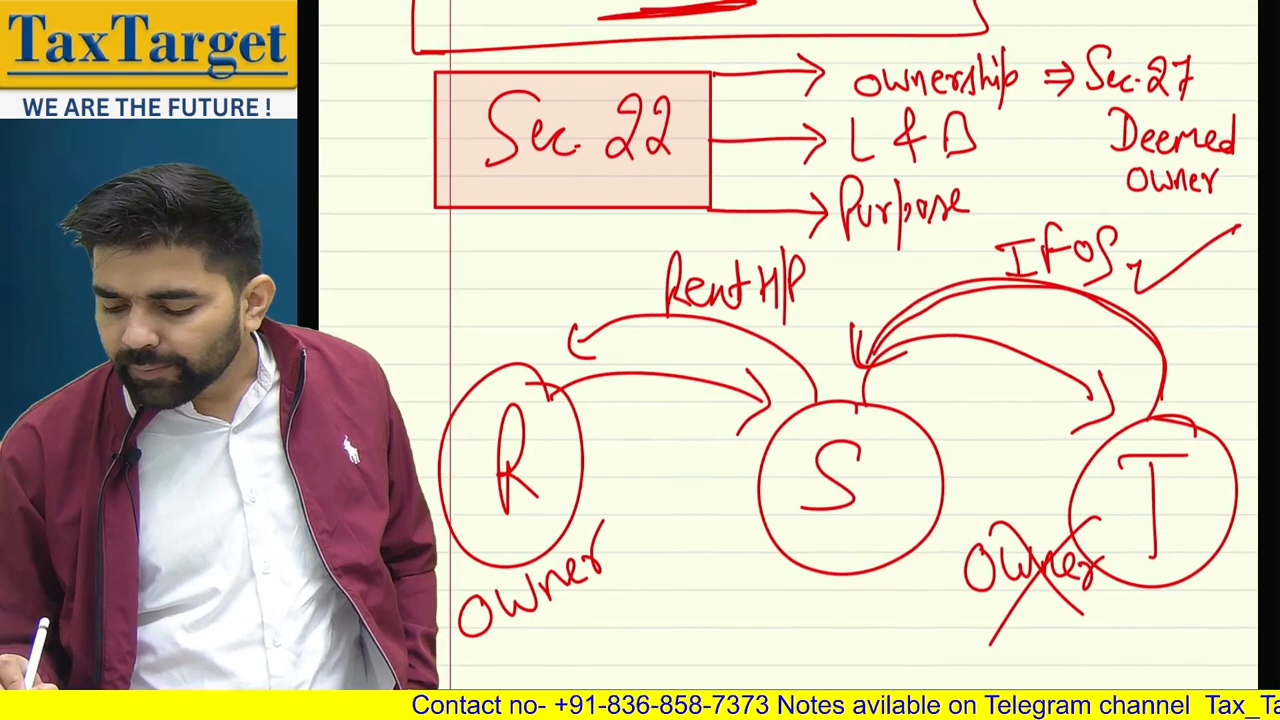 TaxTarget
WE ARE THE FUTURE !
Sec. 22
ownership ⇒ Sec. 27
Deemed
owner
L & B
Purpose
Rent H/P
IFOS
R
S
T
owner
owner
Contact no- +91-836-858-7373 Notes avilable on Telegram channel Tax_Ta